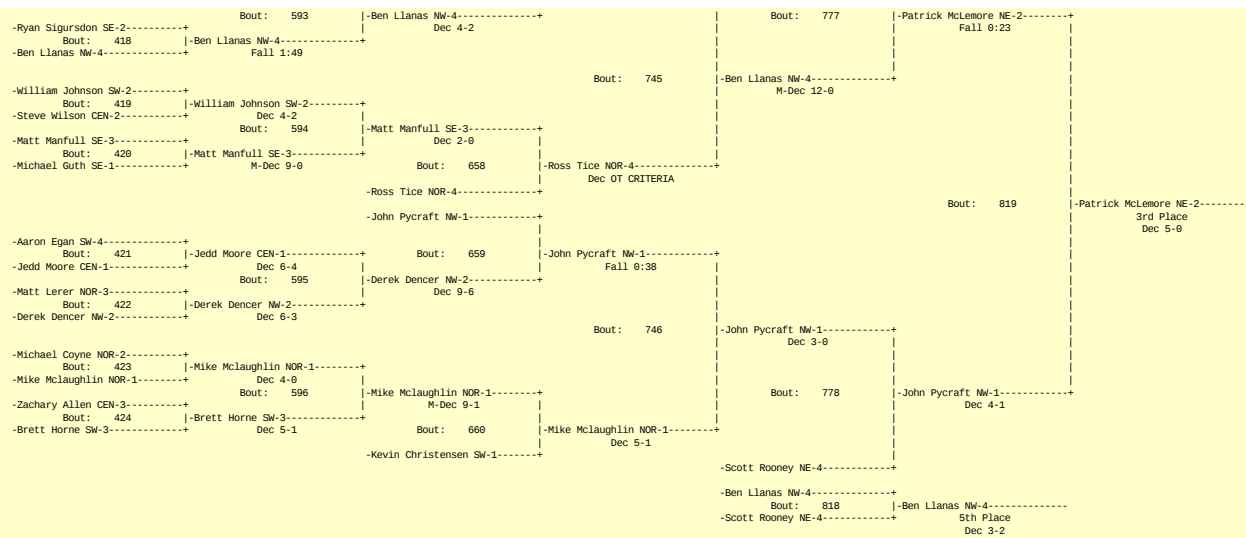 Bout: 593 |-Ben Llanas NW-4--------------+ | Bout: 777 |-Patrick McLemore NE-2--------+
-Ryan Sigursdon SE-2----------+ | Dec 4-2 | Fall 0:23 |
Bout: 418 |-Ben Llanas NW-4--------------+
-Ben Llanas NW-4--------------+ Fall 1:49
Bout: 745 |-Ben Llanas NW-4--------------+
-William Johnson SW-2---------+ M-Dec 12-0
Bout: 419 |-William Johnson SW-2---------+
-Steve Wilson CEN-2-----------+ Dec 4-2
Bout: 594 |-Matt Manfull SE-3------------+
-Matt Manfull SE-3------------+ Dec 2-0
Bout: 420 |-Matt Manfull SE-3------------+
-Michael Guth SE-1------------+ M-Dec 9-0 Bout: 658 |-Ross Tice NOR-4--------------+
Dec OT CRITERIA
-Ross Tice NOR-4--------------+
Bout: 819 |-Patrick McLemore NE-2--------
-John Pycraft NW-1------------+ 3rd Place
Dec 5-0
-Aaron Egan SW-4--------------+
Bout: 421 |-Jedd Moore CEN-1-------------+ Bout: 659 |-John Pycraft NW-1------------+
-Jedd Moore CEN-1-------------+ Dec 6-4 Fall 0:38
Bout: 595 |-Derek Dencer NW-2------------+
-Matt Lerer NOR-3-------------+ Dec 9-6
Bout: 422 |-Derek Dencer NW-2------------+
-Derek Dencer NW-2------------+ Dec 6-3
Bout: 746 |-John Pycraft NW-1------------+
Dec 3-0
-Michael Coyne NOR-2----------+
Bout: 423 |-Mike Mclaughlin NOR-1--------+
-Mike Mclaughlin NOR-1--------+ Dec 4-0
Bout: 596 |-Mike Mclaughlin NOR-1--------+ Bout: 778 |-John Pycraft NW-1------------+
-Zachary Allen CEN-3----------+ M-Dec 9-1 Dec 4-1
Bout: 424 |-Brett Horne SW-3-------------+
-Brett Horne SW-3-------------+ Dec 5-1 Bout: 660 |-Mike Mclaughlin NOR-1--------+
Dec 5-1
-Kevin Christensen SW-1-------+
-Scott Rooney NE-4------------+
-Ben Llanas NW-4--------------+
Bout: 818 |-Ben Llanas NW-4--------------
-Scott Rooney NE-4------------+ 5th Place
Dec 3-2